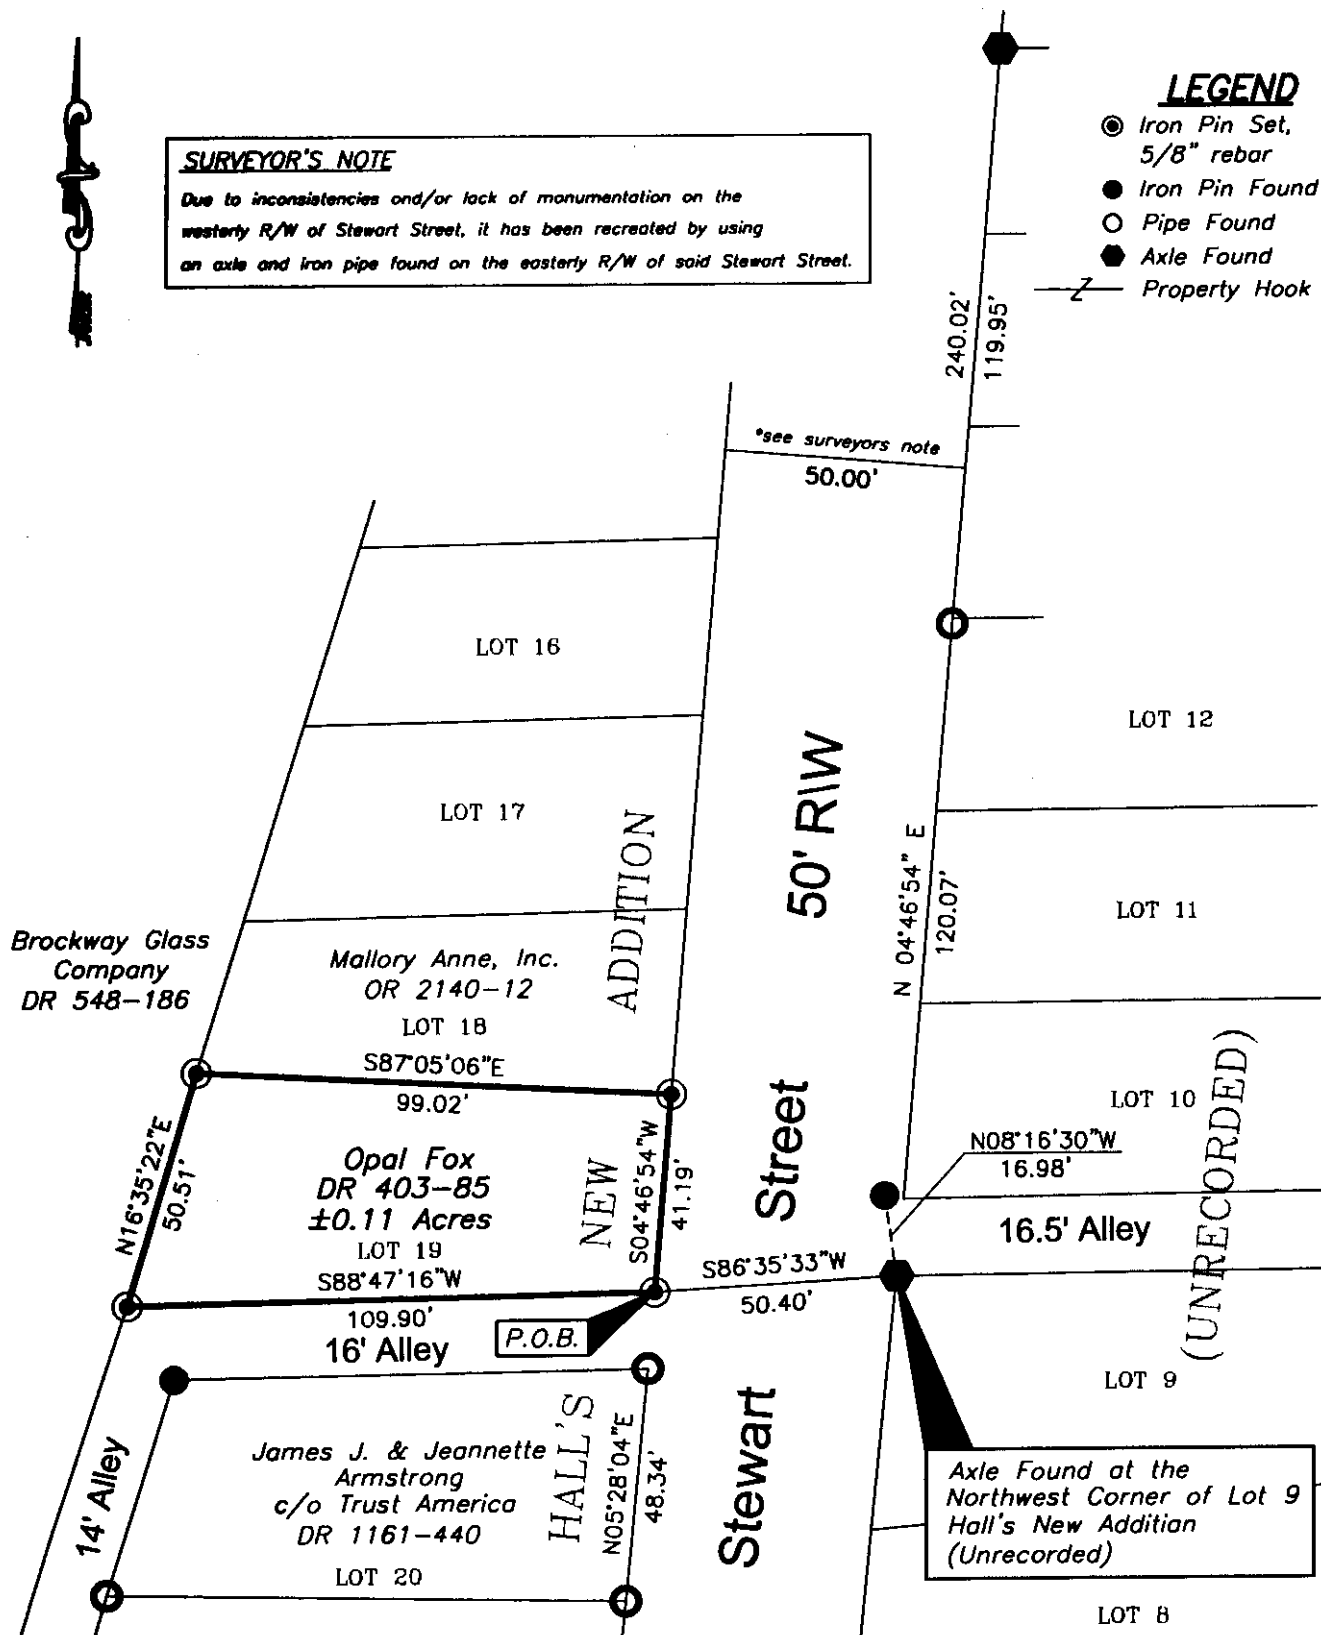 LEGEND
Iron Pin Set,
5/8" rebar
Iron Pin Found
Pipe Found
Axle Found
Property Hook
SURVEYOR'S NOTE
Due to inconsistencies and/or lack of monumentation on the
westerly R/W of Stewart Street, it has been recreated by using
an axle and iron pipe found on the easterly R/W of said Stewart Street.
240.02'
119.95'
*see surveyors note
50.00'
LOT 16
LOT 17
LOT 12
LOT 11
LOT 10
50' R\W
N 04°46'54" E
120.07'
Brockway Glass
Company
DR 548-186
Mallory Anne, Inc.
OR 2140-12
LOT 18
S87°05'06"E
99.02'
N16°35'22"E
50.51'
Opal Fox
DR 403-85
±0.11 Acres
LOT 19
S88°47'16"W
109.90'
16' Alley
S04°46'54"W
41.19'
P.O.B.
S86°35'33"W
50.40'
N08°16'30"W
16.98'
16.5' Alley
HALL'S NEW ADDITION
(UNRECORDED)
Stewart Street
LOT 9
14' Alley
James J. & Jeannette
Armstrong
c/o Trust America
DR 1161-440
LOT 20
N05°28'04"E
48.34'
Axle Found at the
Northwest Corner of Lot 9
Hall's New Additian
(Unrecorded)
LOT 8